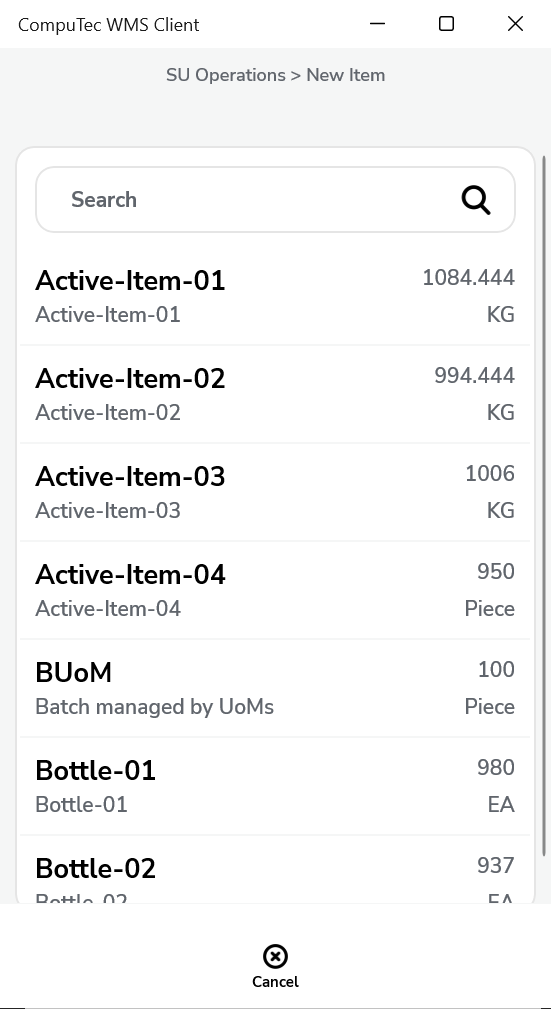 CompuTec WMS Client
SU Operations > New Item
Search
Active-Item-01 1084.444
Active-Item-01 KG
Active-Item-02 994.444
Active-Item-02 KG
Active-Item-03 1006
Active-Item-03 KG
Active-Item-04 950
Active-Item-04 Piece
BUoM 100
Batch managed by UoMs Piece
Bottle-01 980
Bottle-01 EA
Bottle-02 937
Bottle-02 EA
Cancel